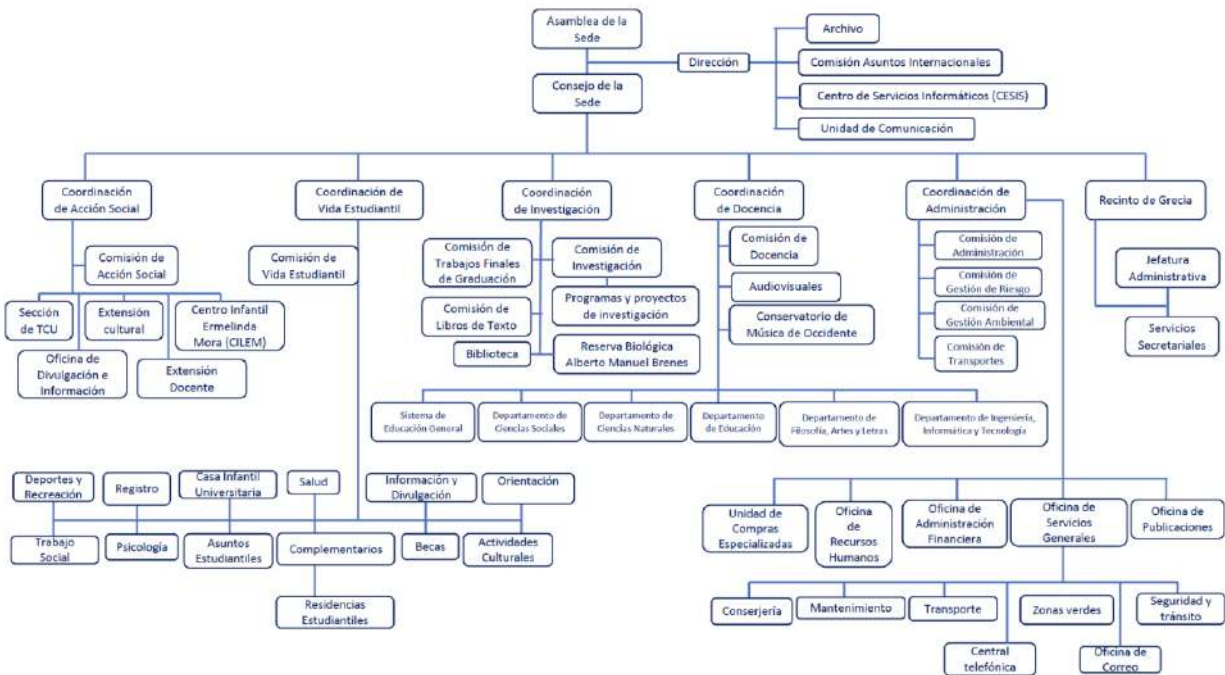 Asamblea de la
Sede
Dirección
Consejo de la
Sede
Archivo
Comisión Asuntos Internacionales
Centro de Servicios Informáticos (CESIS)
Unidad de Comunicación
Coordinación
de Acción Social
Coordinación de
Vida Estudiantil
Coordinación
de Investigación
Coordinación
de Docencia
Coordinación de
Administración
Recinto de Grecia
Comisión de
Acción Social
Sección
de TCU
Extensión
cultural
Centro Infantil
Ermelinda
Mora (CILEM)
Oficina de
Divulgación e
Información
Extensión
Docente
Comisión de
Vida Estudiantil
Comisión de
Trabajos Finales
de Graduación
Comisión de
Investigación
Programas y proyectos
de investigación
Comisión de
Libros de Texto
Biblioteca
Reserva Biológica
Alberto Manuel Brenes
Comisión de
Docencia
Audiovisuales
Conservatorio de
Música de Occidente
Comisión de
Administración
Comisión de
Gestión de Riesgo
Comisión de
Gestión Ambiental
Comisión de
Transportes
Jefatura
Administrativa
Servicios
Secretariales
Sistema de
Educación General
Departamento de
Ciencias Sociales
Departamento de
Ciencias Naturales
Departamento
de Educación
Departamento de
Filosofía, Artes y Letras
Departamento de Ingeniería,
Informática y Tecnología
Deportes y
Recreación
Registro
Casa Infantil
Universitaria
Salud
Información y
Divulgación
Orientación
Trabajo
Social
Psicología
Asuntos
Estudiantiles
Complementarios
Becas
Actividades
Culturales
Residencias
Estudiantiles
Unidad de
Compras
Especializadas
Oficina
de
Recursos
Humanos
Oficina de
Administración
Financiera
Oficina de
Servicios
Generales
Oficina de
Publicaciones
Conserjería
Mantenimiento
Transporte
Zonas verdes
Seguridad y
tránsito
Central
telefónica
Oficina de
Correo